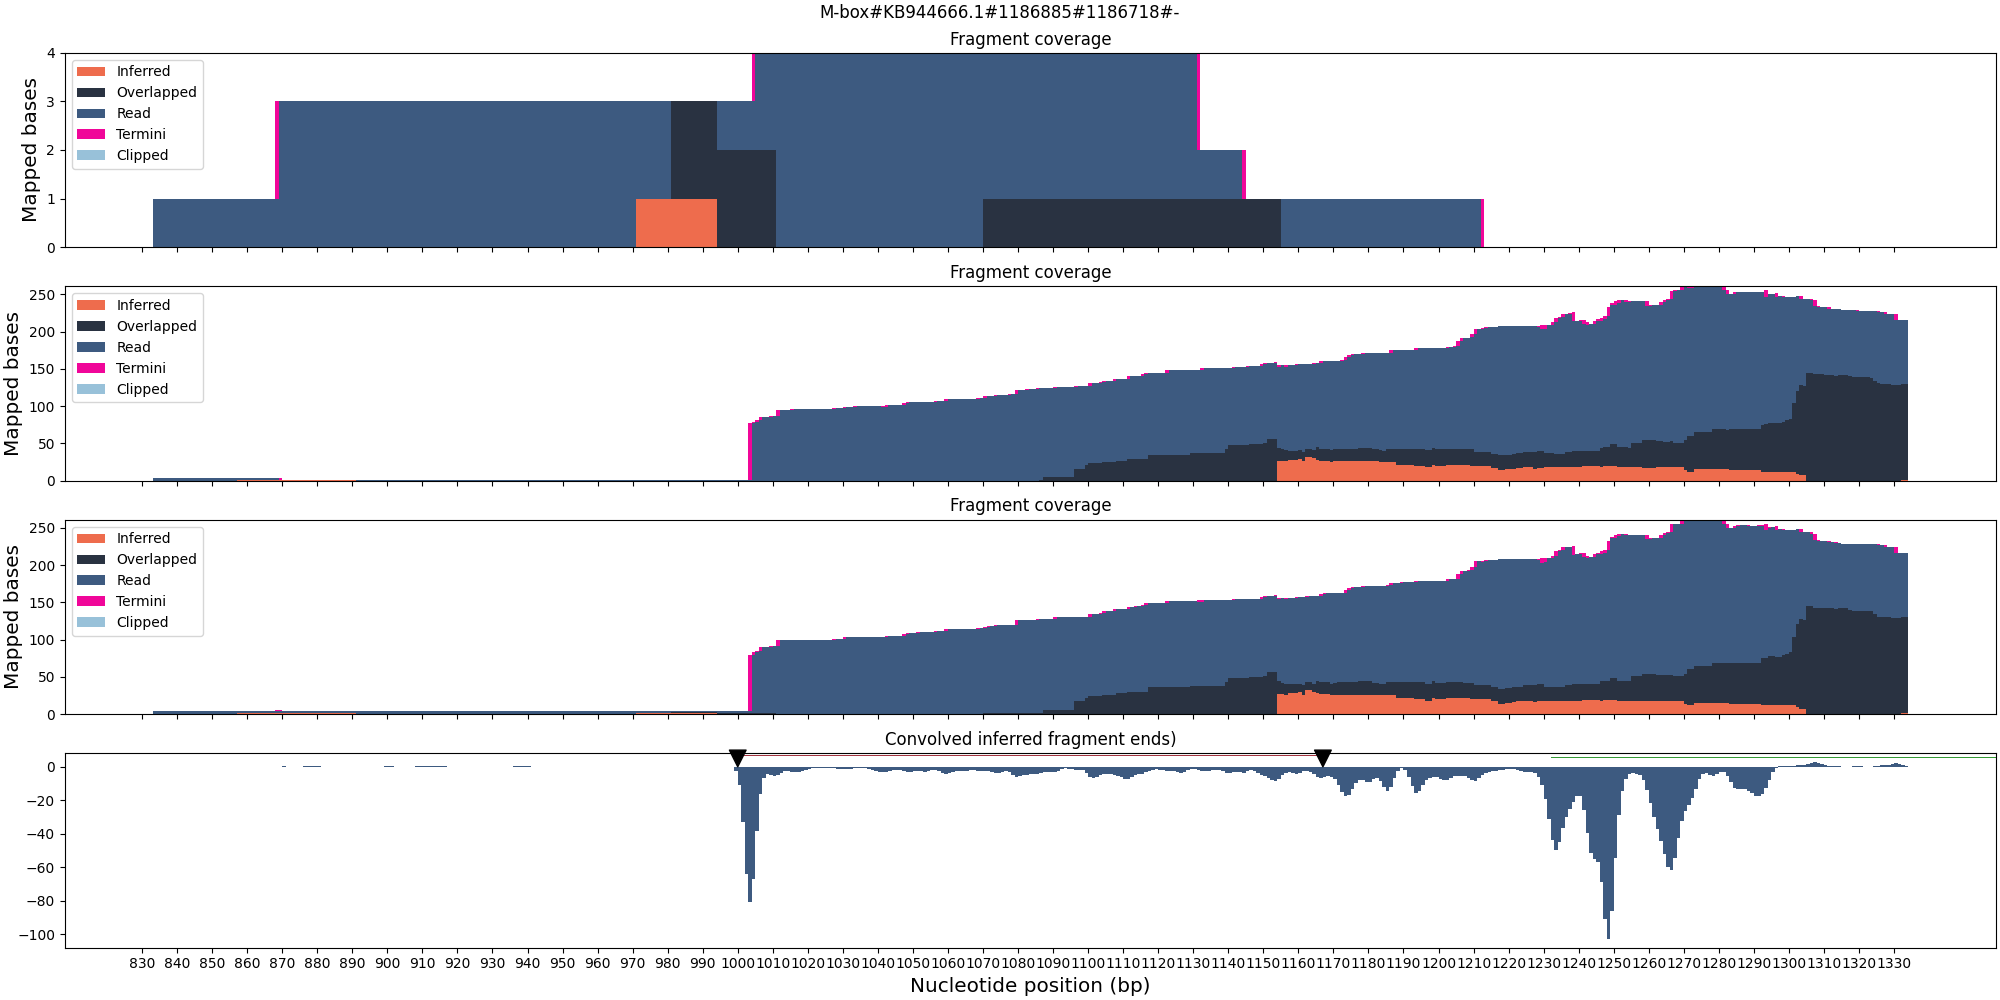 M-box#KB944666.1#1186885#1186718#-
Fragment coverage
Mapped bases
4
3
2
1
0
Inferred
Overlapped
Read
Termini
Clipped
Fragment coverage
Mapped bases
250
200
150
100
50
0
Inferred
Overlapped
Read
Termini
Clipped
Fragment coverage
Mapped bases
250
200
150
100
50
0
Inferred
Overlapped
Read
Termini
Clipped
Convolved inferred fragment ends)
0
−20
−40
−60
−80
−100
830 840 850 860 870 880 890 900 910 920 930 940 950 960 970 980 990 1000 1010 1020 1030 1040 1050 1060 1070 1080 1090 1100 1110 1120 1130 1140 1150 1160 1170 1180 1190 1200 1210 1220 1230 1240 1250 1260 1270 1280 1290 1300 1310 1320 1330
Nucleotide position (bp)